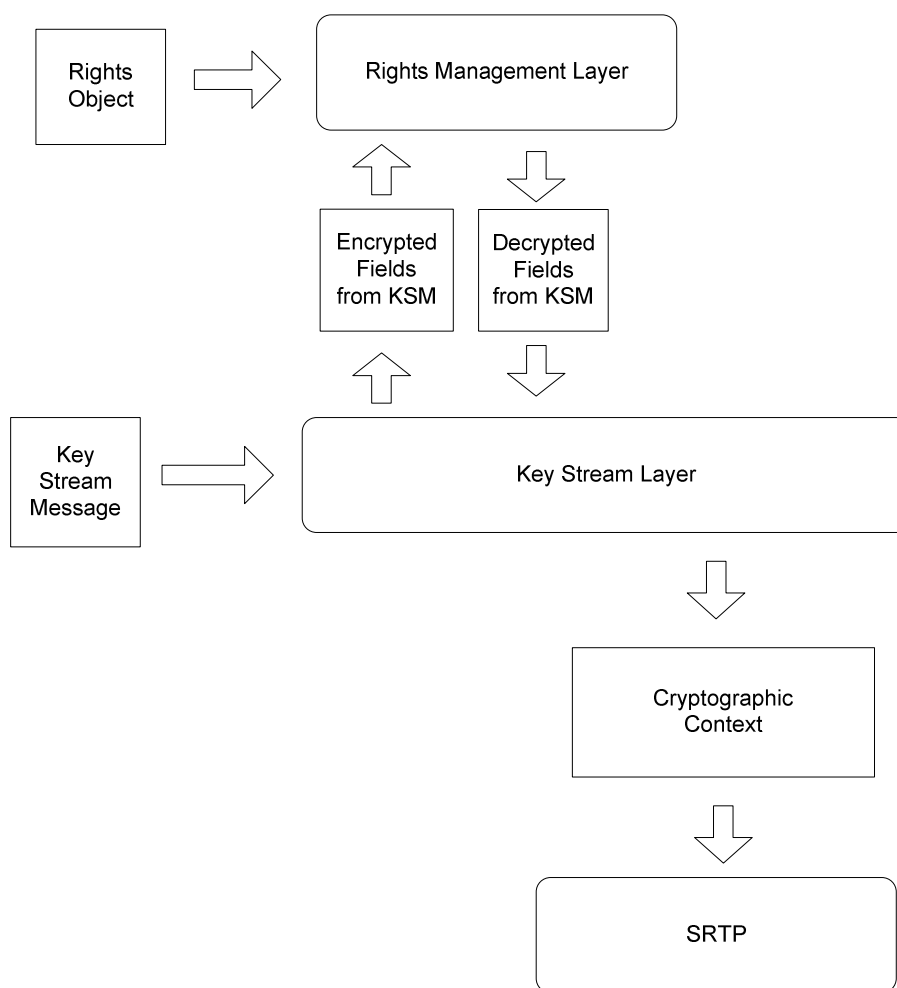 Rights
Object
Rights Management Layer
Encrypted
Fields
from KSM
Decrypted
Fields
from KSM
Key
Stream
Message
Key Stream Layer
Cryptographic
Context
SRTP